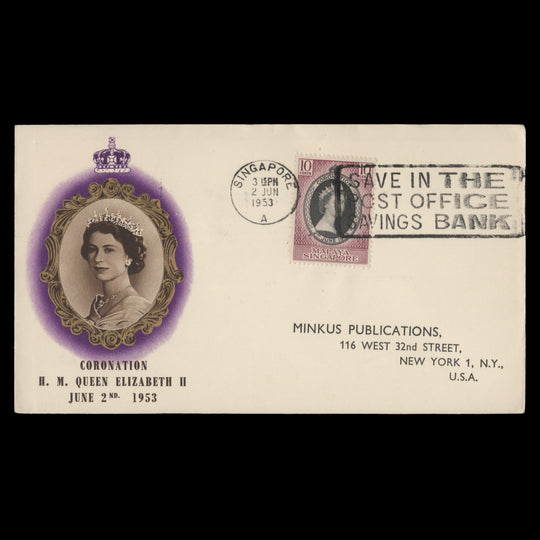 SINGAPORE
3 15PM
2 JUN
1953
A
10
SAVE IN THE
POST OFFICE
SAVINGS BANK
MALAYA
SINGAPORE
MINKUS PUBLICATIONS,
116 WEST 32nd STREET,
NEW YORK 1, N.Y.,
U.S.A.
CORONATION
H. M. QUEEN ELIZABETH II
JUNE 2ND. 1953